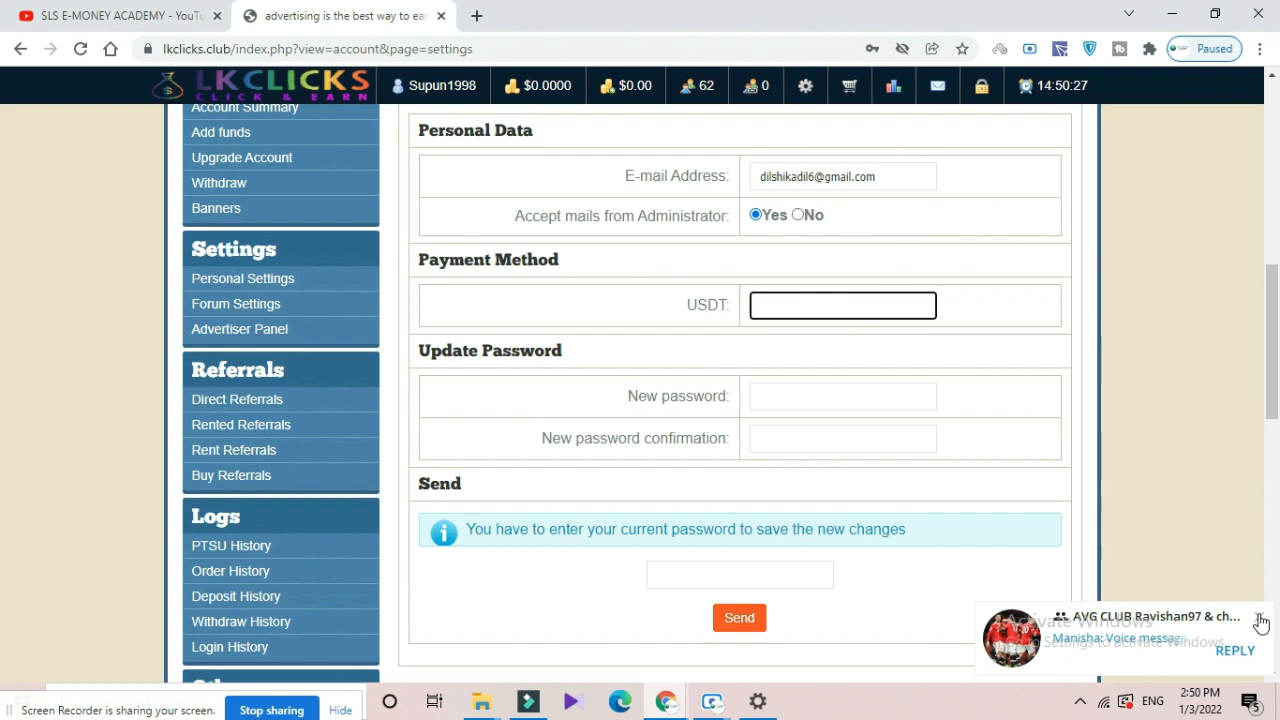 SLS E-MONEY ACADEMY - YouT
advertising is the best way to ear
lkclicks.club/index.php?view=account&page=settings
Paused
LKCLICKS
CLICK & EARN
Supun1998
$0.0000
$0.00
62
0
14:50:27
Account Summary
Add funds
Upgrade Account
Withdraw
Banners
Settings
Personal Settings
Forum Settings
Advertiser Panel
Referrals
Direct Referrals
Rented Referrals
Rent Referrals
Buy Referrals
Logs
PTSU History
Order History
Deposit History
Withdraw History
Login History
Personal Data
E-mail Address: dilshikadil6@gmail.com
Accept mails from Administrator: Yes No
Payment Method
USDT:
Update Password
New password:
New password confirmation:
Send
You have to enter your current password to save the new changes
Send
AVG CLUB Ravishan97 & ch...
Activate Windows
Manisha: Voice messag
Settings to activate Windows.
REPLY
Screen Recorder is sharing your screen.
Stop sharing
Hide
ENG
2:50 PM
1/3/2022
5